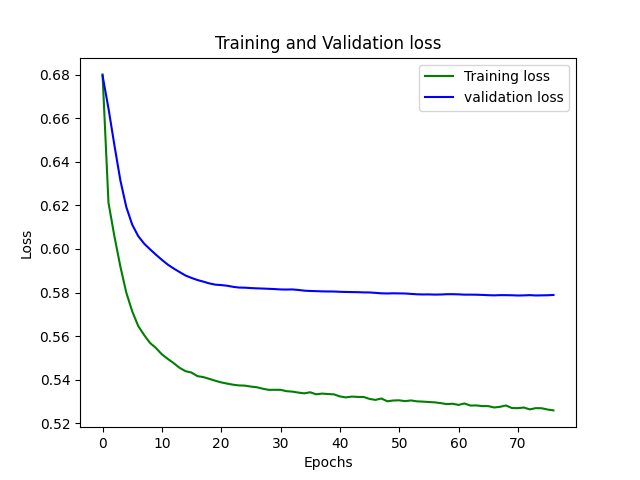 Training and Validation loss
Training loss
validation loss
Loss
0.68
0.66
0.64
0.62
0.60
0.58
0.56
0.54
0.52
0 10 20 30 40 50 60 70
Epochs